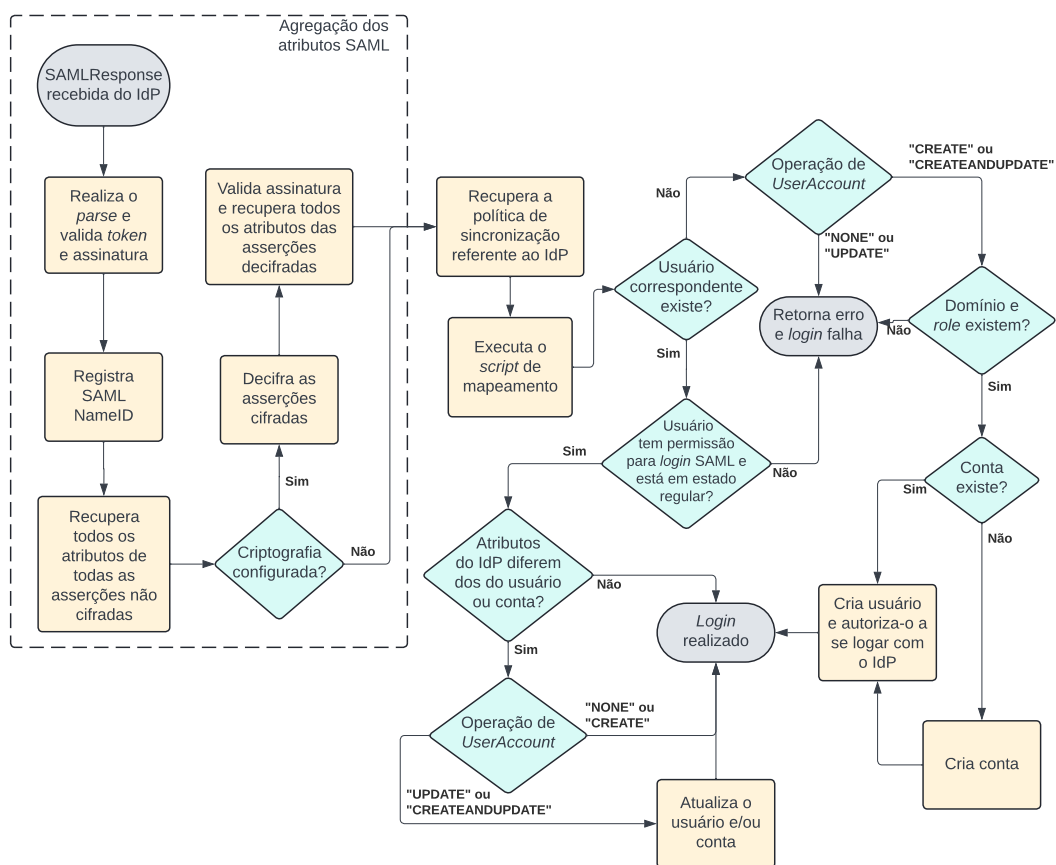 Agregação dos
atributos SAML
SAMLResponse
recebida do IdP
Realiza o
parse e
valida token
e assinatura
Registra
SAML
NameID
Recupera
todos os
atributos de
todas as
asserções não
cifradas
Criptografia
configurada?
Sim
Não
Decifra as
asserções
cifradas
Valida assinatura
e recupera todos
os atributos das
asserções
decifradas
Recupera a
política de
sincronização
referente ao IdP
Executa o
script de
mapeamento
Usuário
correspondente
existe?
Não
Sim
Operação de
UserAccount
"CREATE" ou
"CREATEANDUPDATE"
"NONE" ou
"UPDATE"
Retorna erro
e login falha
Domínio e
role existem?
Não
Sim
Usuário
tem permissão
para login SAML e
está em estado
regular?
Sim
Não
Conta
existe?
Sim
Não
Atributos
do IdP diferem
dos do usuário
ou conta?
Não
Sim
Login
realizado
Cria usuário
e autoriza-o a
se logar com
o IdP
Cria conta
Operação de
UserAccount
"NONE" ou
"CREATE"
"UPDATE" ou
"CREATEANDUPDATE"
Atualiza o
usuário e/ou
conta